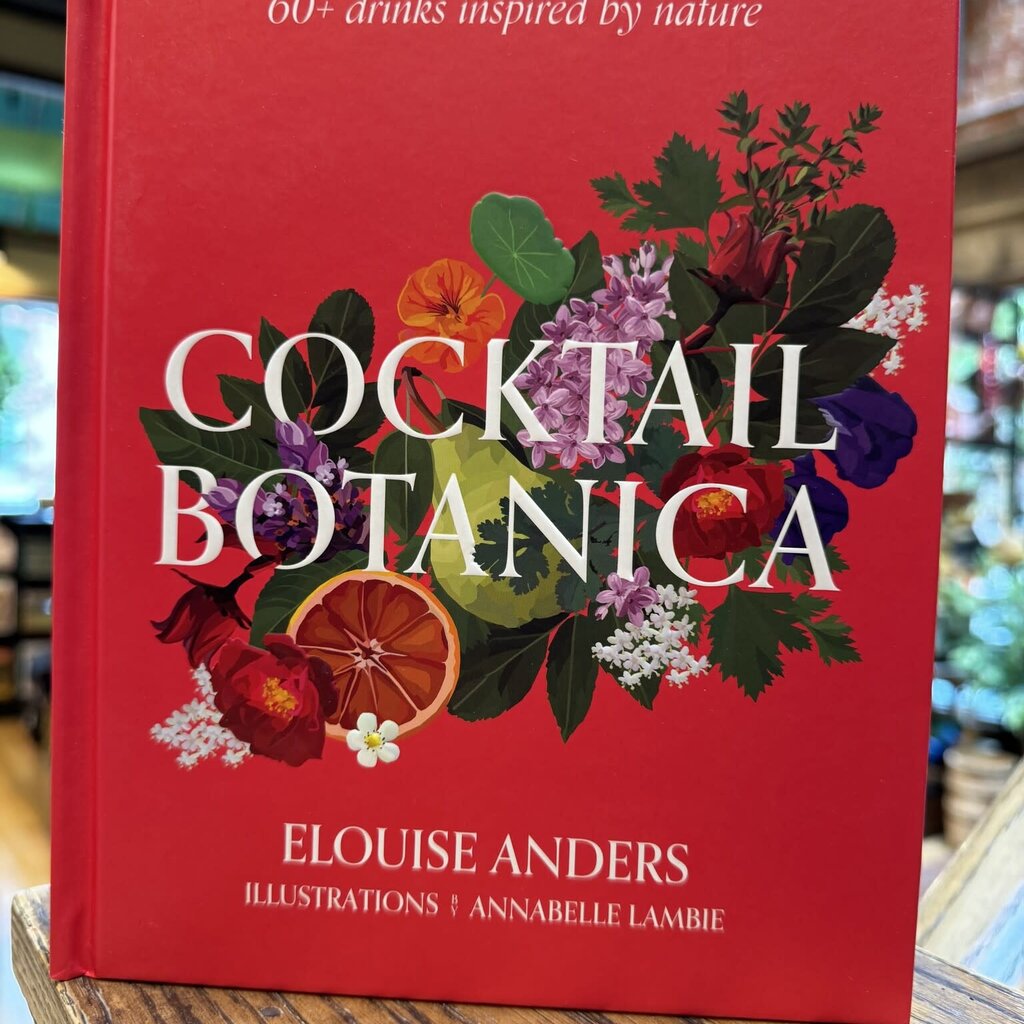 60+ drinks inspired by nature
COCKTAIL
BOTANICA
ELOUISE ANDERS
ILLUSTRATIONS BY ANNABELLE LAMBIE